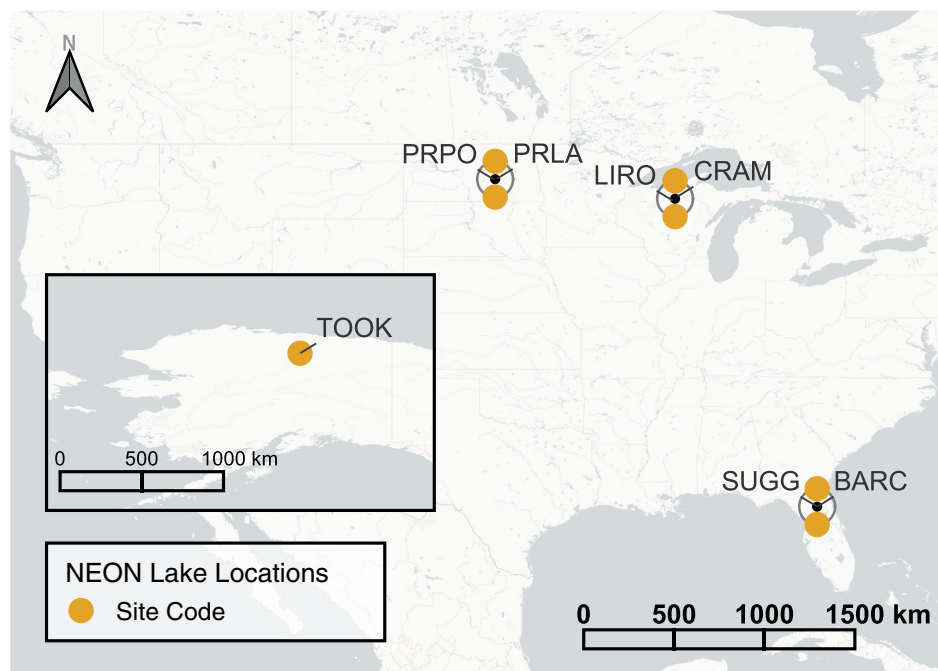 N
PRPO PRLA
LIRO CRAM
TOOK
0 500 1000 km
SUGG BARC
NEON Lake Locations
Site Code
0 500 1000 1500 km